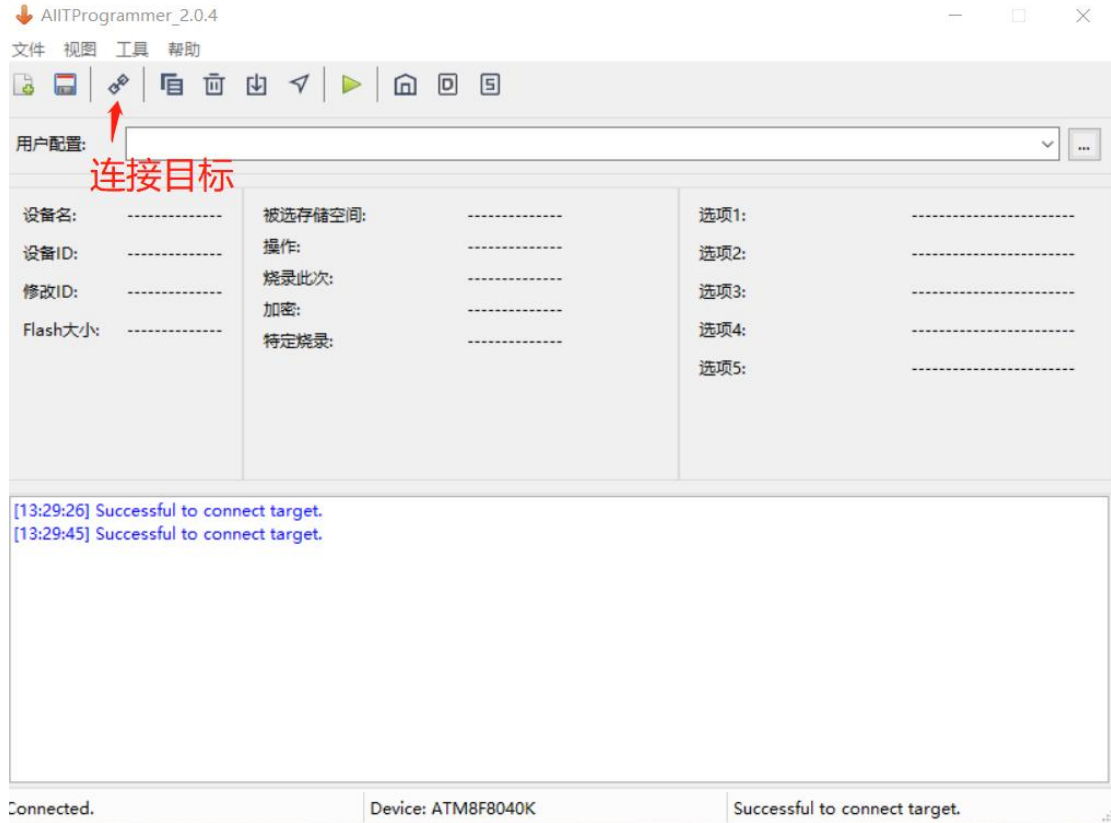 AIITProgrammer_2.0.4
文件 视图 工具 帮助
D S
用户配置: ...
连接目标
设备名: --------------
设备ID: --------------
修改ID: --------------
Flash大小: --------------
被选存储空间: --------------
操作: --------------
烧录此次: --------------
加密: --------------
特定烧录: --------------
选项1: ------------------------
选项2: ------------------------
选项3: ------------------------
选项4: ------------------------
选项5: ------------------------
[13:29:26] Successful to connect target.
[13:29:45] Successful to connect target.
Connected. Device: ATM8F8040K Successful to connect target.